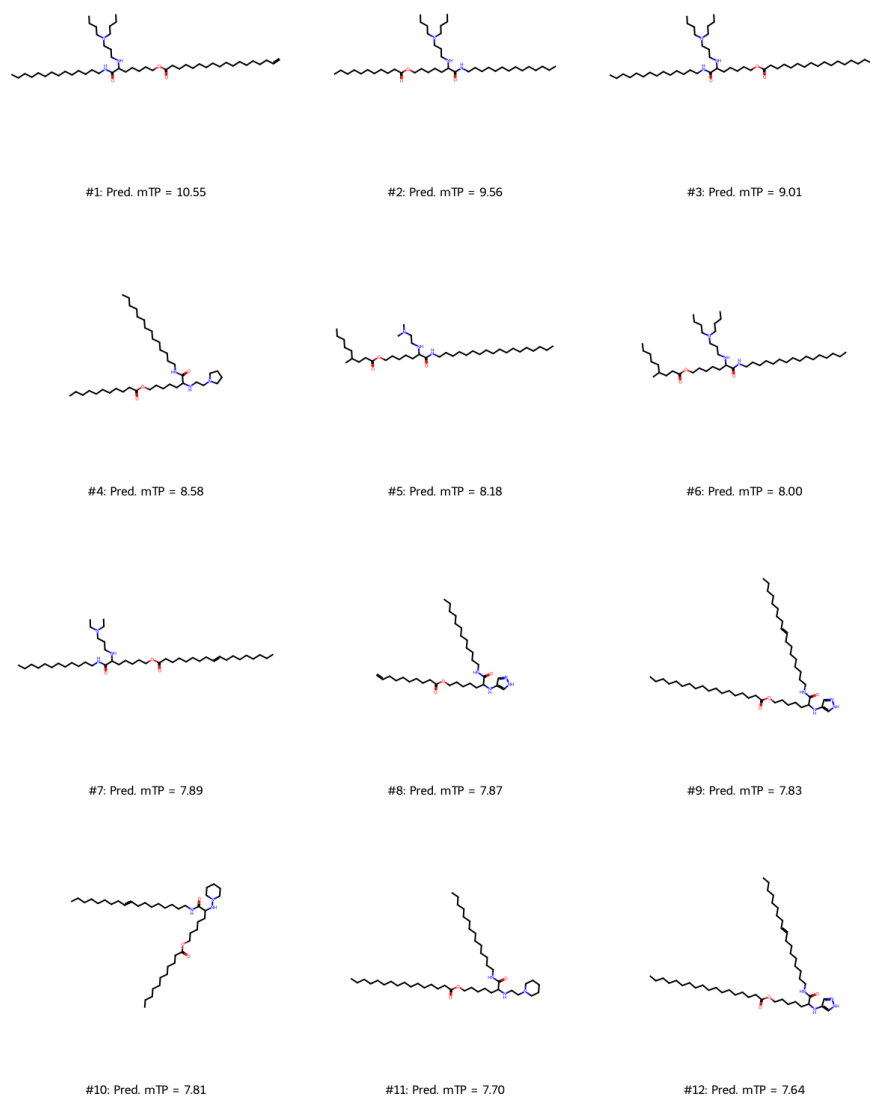 #1: Pred. mTP = 10.55
#2: Pred. mTP = 9.56
#3: Pred. mTP = 9.01
#4: Pred. mTP = 8.58
#5: Pred. mTP = 8.18
#6: Pred. mTP = 8.00
#7: Pred. mTP = 7.89
#8: Pred. mTP = 7.87
#9: Pred. mTP = 7.83
#10: Pred. mTP = 7.81
#11: Pred. mTP = 7.70
#12: Pred. mTP = 7.64